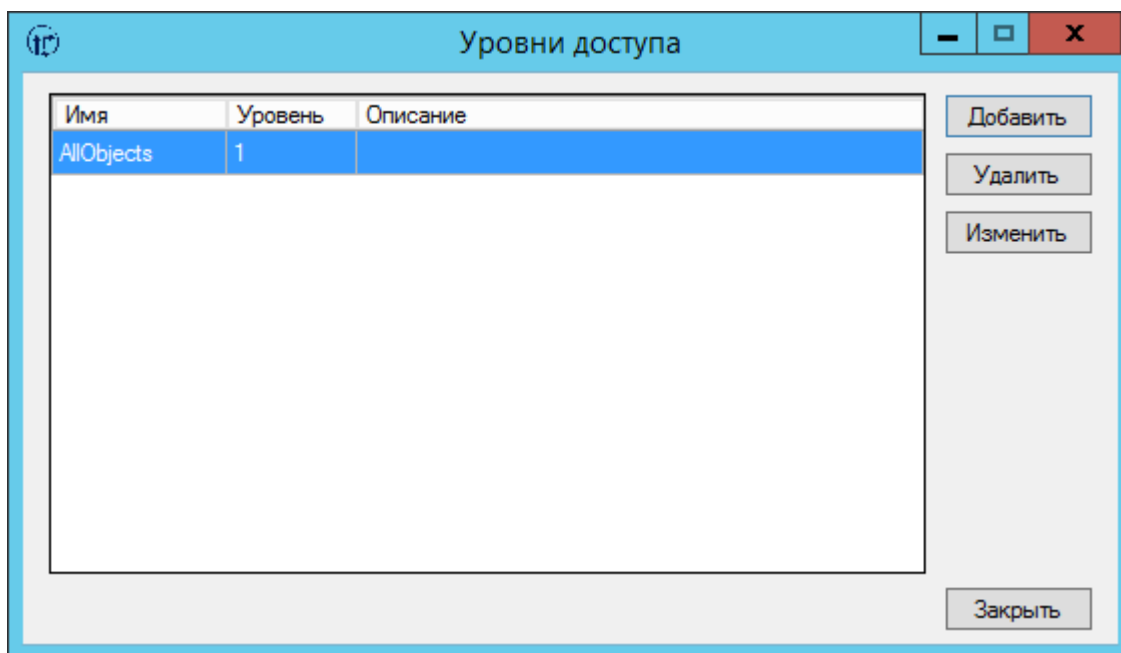 Уровни доступа
Имя Уровень Описание
AllObjects 1
Добавить
Удалить
Изменить
Закрыть